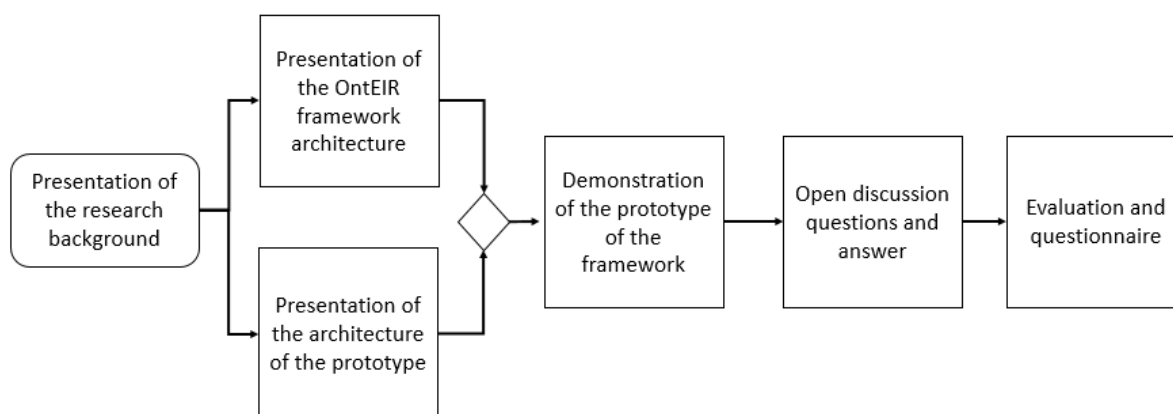 Presentation of
the research
background
Presentation of
the OntEIR
framework
architecture
Presentation of
the architecture
of the prototype
Demonstration
of the prototype
of the
framework
Open discussion
questions and
answer
Evaluation and
questionnaire